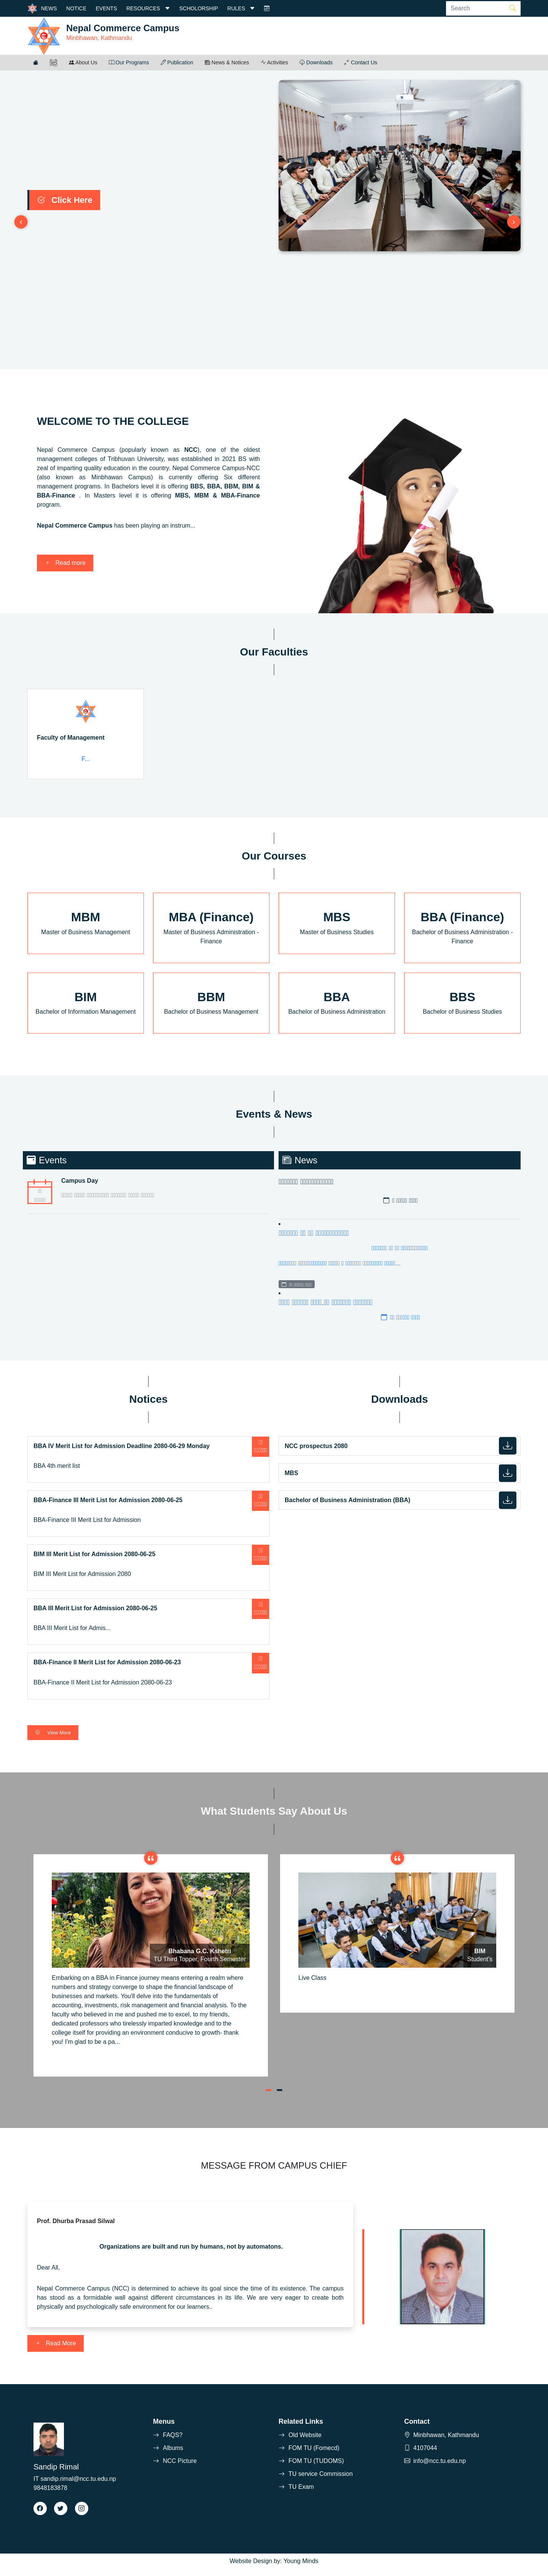 NEWS NOTICE EVENTS RESOURCES SCHOLORSHIP RULES Search
Nepal Commerce Campus
Minbhawan, Kathmandu
About Us Our Programs Publication News & Notices Activities Downloads Contact Us
Click Here
WELCOME TO THE COLLEGE
Nepal Commerce Campus (popularly known as NCC), one of the oldest
management colleges of Tribhuvan University, was established in 2021 BS with
zeal of imparting quality education in the country. Nepal Commerce Campus-NCC
(also known as Minbhawan Campus) is currently offering Six different
management programs. In Bachelors level it is offering BBS, BBA, BBM, BIM &
BBA-Finance . In Masters level it is offering MBS, MBM & MBA-Finance
program.
Nepal Commerce Campus has been playing an instrum...
Read more
Our Faculties
Faculty of Management
F...
Our Courses
MBM
Master of Business Management
MBA (Finance)
Master of Business Administration -
Finance
MBS
Master of Business Studies
BBA (Finance)
Bachelor of Business Administration -
Finance
BIM
Bachelor of Information Management
BBM
Bachelor of Business Management
BBA
Bachelor of Business Administration
BBS
Bachelor of Business Studies
Events & News
Events
Campus Day
News
Notices
BBA IV Merit List for Admission Deadline 2080-06-29 Monday
BBA 4th merit list
BBA-Finance III Merit List for Admission 2080-06-25
BBA-Finance III Merit List for Admission
BIM III Merit List for Admission 2080-06-25
BIM III Merit List for Admission 2080
BBA III Merit List for Admission 2080-06-25
BBA III Merit List for Admis...
BBA-Finance II Merit List for Admission 2080-06-23
BBA-Finance II Merit List for Admission 2080-06-23
View More
Downloads
NCC prospectus 2080
MBS
Bachelor of Business Administration (BBA)
What Students Say About Us
Bhabana G.C. Kshetri
TU Third Topper, Fourth Semester
Embarking on a BBA in Finance journey means entering a realm where
numbers and strategy converge to shape the financial landscape of
businesses and markets. You'll delve into the fundamentals of
accounting, investments, risk management and financial analysis. To the
faculty who believed in me and pushed me to excel, to my friends,
dedicated professors who tirelessly imparted knowledge and to the
college itself for providing an environment conducive to growth- thank
you! I'm glad to be a pa...
BIM
Student's
Live Class
MESSAGE FROM CAMPUS CHIEF
Prof. Dhurba Prasad Silwal
Organizations are built and run by humans, not by automatons.
Dear All,
Nepal Commerce Campus (NCC) is determined to achieve its goal since the time of its existence. The campus
has stood as a formidable wall against different circumstances in its life. We are very eager to create both
physically and psychologically safe environment for our learners..
Read More
Sandip Rimal
IT sandip.rimal@ncc.tu.edu.np
9848183878
Menus
FAQS?
Albums
NCC Picture
Related Links
Old Website
FOM TU (Fomecd)
FOM TU (TUDOMS)
TU service Commission
TU Exam
Contact
Minbhawan, Kathmandu
4107044
info@ncc.tu.edu.np
Website Design by: Young Minds